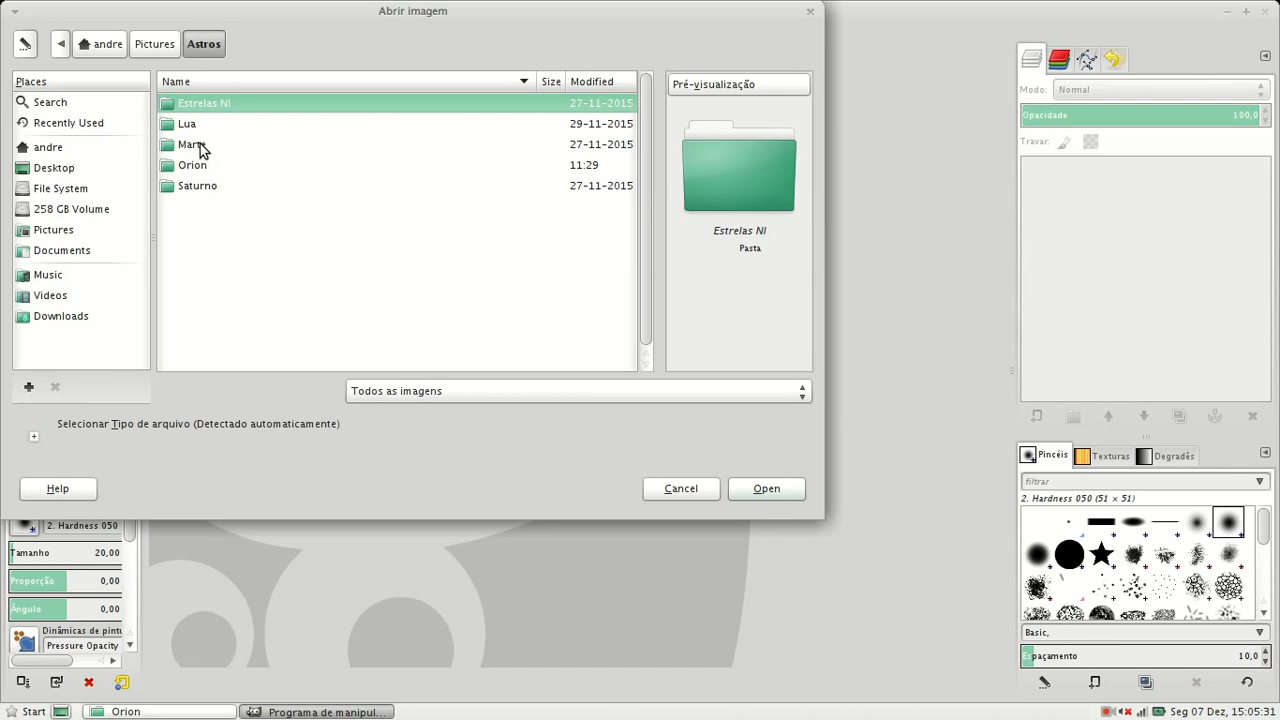 Abrir imagem
andre
Pictures
Astros
Places
Search
Recently Used
andre
Desktop
File System
258 GB Volume
Pictures
Documents
Music
Videos
Downloads
Name Size Modified
Estrelas NI 27-11-2015
Lua 29-11-2015
27-11-2015
Orion 11:29
Saturno 27-11-2015
Pré-visualização
Estrelas NI
Pasta
Todos as imagens
Selecionar Tipo de arquivo (Detectado automaticamente)
Help
Cancel
Open
Modo: Normal
Opacidade 100,0
Travar:
Pincéis
Texturas
Degradês
filtrar
2. Hardness 050 (51 × 51)
Basic,
Espaçamento 10,0
2. Hardness 050
Tamanho 20,00
Proporção 0,00
Ângulo 0,00
Dinâmicas de pintu
Pressure Opacity
Start
Orion
Programa de manipul...
Seg 07 Dez, 15:05:31